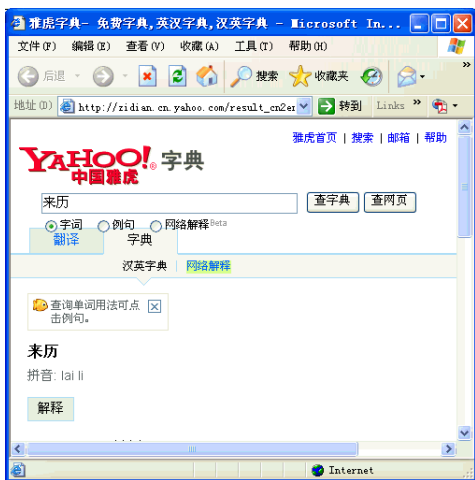 雅虎字典- 免费字典,英汉字典,汉英字典 - Microsoft In...
文件(F) 编辑(E) 查看(V) 收藏(A) 工具(T) 帮助(H)
后退 搜索 收藏夹 »
地址(D) http://zidian.cn.yahoo.com/result_cn2er 转到 Links »
雅虎首页 | 搜索 | 邮箱 | 帮助
YAHOO! 字典
中国雅虎
来历 查字典 查网页
字词 例句 网络解释 Beta
翻译 字典
汉英字典 | 网络解释
查询单词用法可点
击例句。
来历
拼音: lai li
解释
Internet